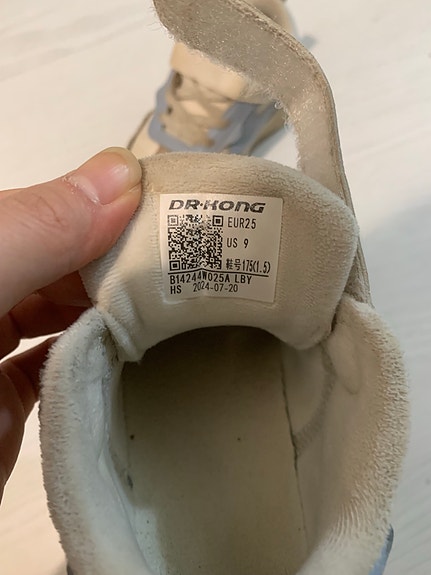 DR·KONG
EUR25
US 9
鞋号175(1.5)
B14244W025A LBY
HS 2024-07-20